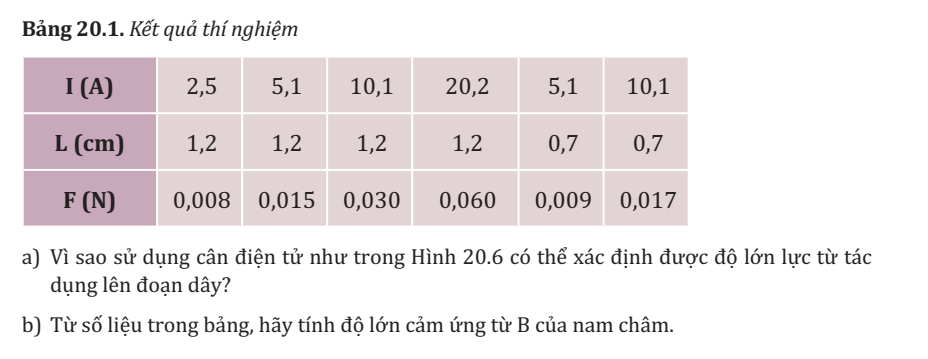 Bảng 20.1. Kết quả thí nghiệm
I (A) 2,5 5,1 10,1 20,2 5,1 10,1
L (cm) 1,2 1,2 1,2 1,2 0,7 0,7
F (N) 0,008 0,015 0,030 0,060 0,009 0,017
a) Vì sao sử dụng cân điện tử như trong Hình 20.6 có thể xác định được độ lớn lực từ tác
dụng lên đoạn dây?
b) Từ số liệu trong bảng, hãy tính độ lớn cảm ứng từ B của nam châm.